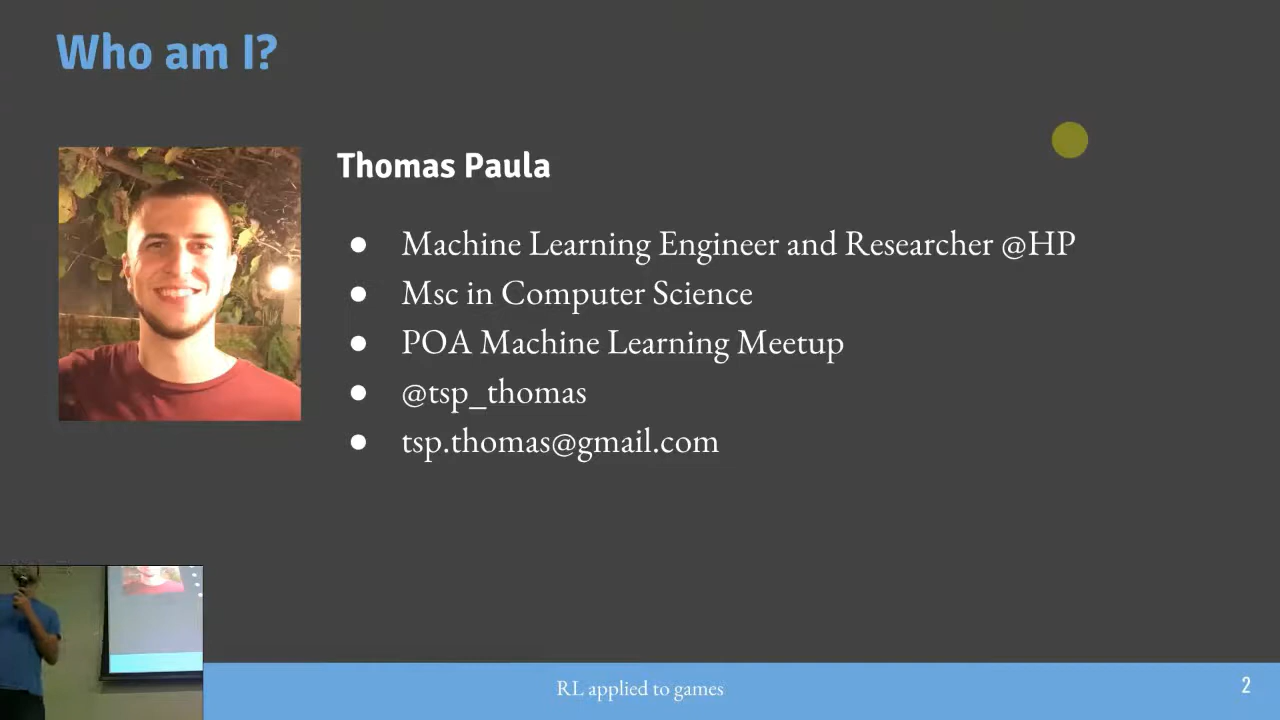 Who am I?
Thomas Paula
● Machine Learning Engineer and Researcher @HP
● Msc in Computer Science
● POA Machine Learning Meetup
● @tsp_thomas
● tsp.thomas@gmail.com
RL applied to games
2